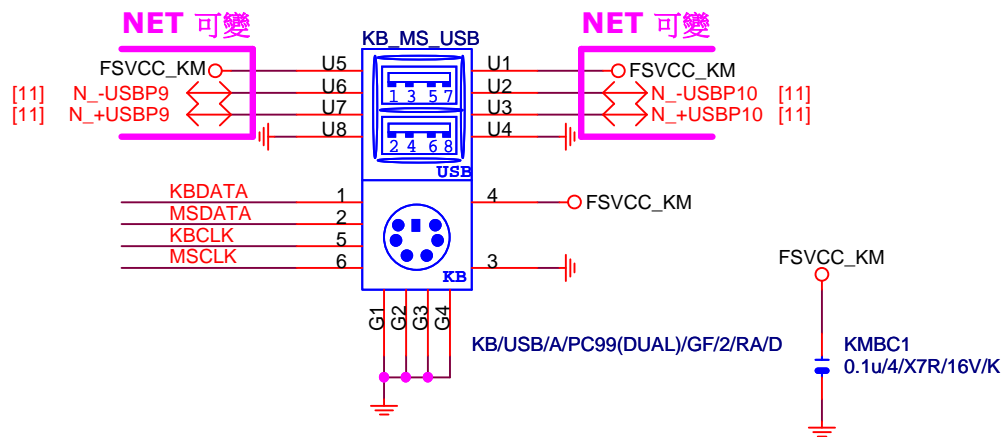 NET 可變
KB_MS_USB
NET 可變
FSVCC_KM
U5
U1
FSVCC_KM
[11] N_-USBP9
U6
U2
N_-USBP10 [11]
[11] N_+USBP9
U7
U3
N_+USBP10 [11]
U8
U4
1 3 5 7
2 4 6 8
USB
KBDATA
1
4
FSVCC_KM
MSDATA
2
KBCLK
5
MSCLK
6
3
KB
FSVCC_KM
G1
G2
G3
G4
KB/USB/A/PC99(DUAL)/GF/2/RA/D
KMBC1
0.1u/4/X7R/16V/K